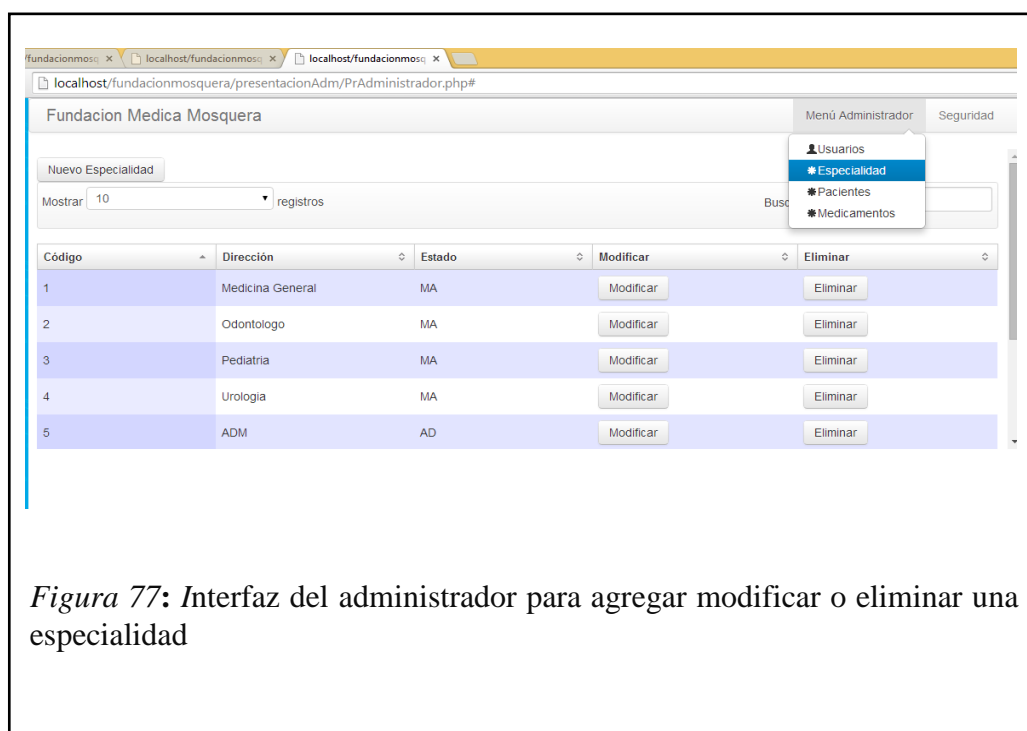 fundacionmosq × localhost/fundacionmosq × localhost/fundacionmosq ×
localhost/fundacionmosquera/presentacionAdm/PrAdministrador.php#
Fundacion Medica Mosquera Menú Administrador Seguridad
Usuarios
Nuevo Especialidad Especialidad
Pacientes
Mostrar 10 registros Busc
Medicamentos
Código Dirección Estado Modificar Eliminar
1 Medicina General MA Modificar Eliminar
2 Odontologo MA Modificar Eliminar
3 Pediatria MA Modificar Eliminar
4 Urologia MA Modificar Eliminar
5 ADM AD Modificar Eliminar
Figura 77: Interfaz del administrador para agregar modificar o eliminar una
especialidad